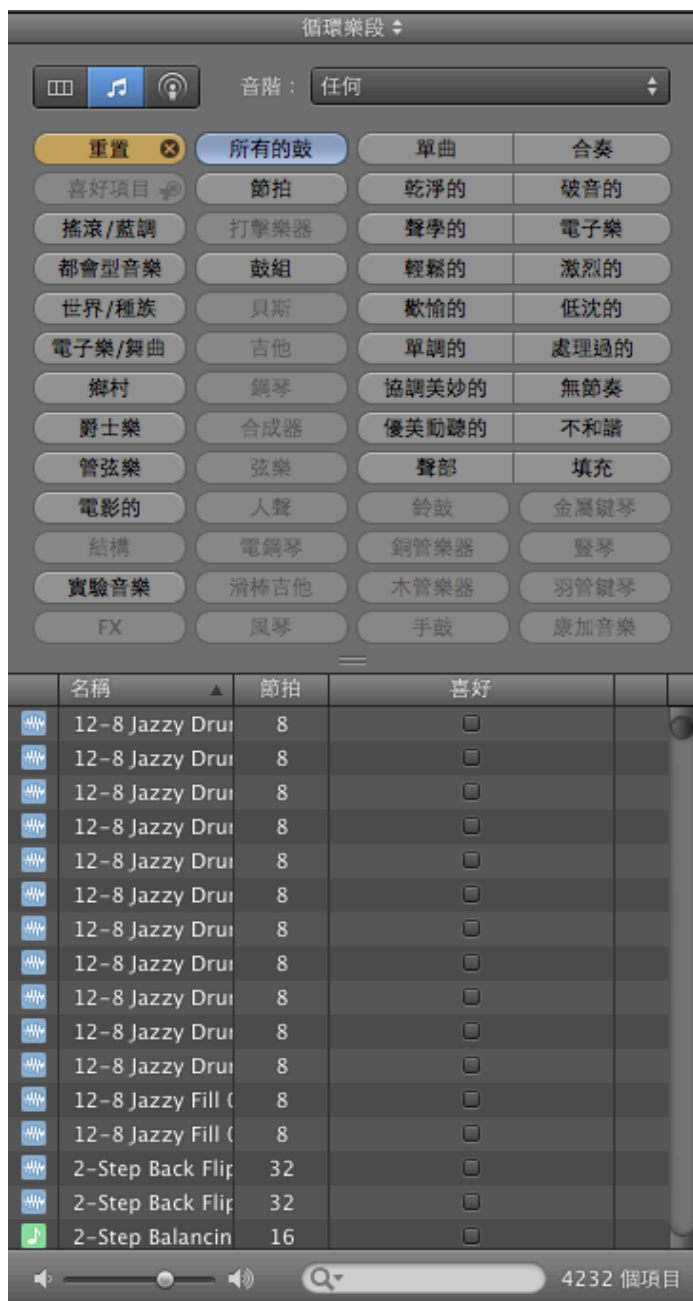 循環樂段
音階： 任何
重置 所有的鼓 單曲 合奏
喜好項目 節拍 乾淨的 破音的
搖滾/藍調 打擊樂器 聲學的 電子樂
都會型音樂 鼓組 輕鬆的 激烈的
世界/種族 貝斯 歡愉的 低沈的
電子樂/舞曲 吉他 單調的 處理過的
鄉村 鋼琴 協調美妙的 無節奏
爵士樂 合成器 優美動聽的 不和諧
管弦樂 弦樂 聲部 填充
電影的 人聲 鈴鼓 金屬鍵琴
結構 電鋼琴 銅管樂器 豎琴
實驗音樂 滑棒吉他 木管樂器 羽管鍵琴
FX 風琴 手鼓 康加音樂
名稱 節拍 喜好
12-8 Jazzy Dru 8
12-8 Jazzy Dru 8
12-8 Jazzy Dru 8
12-8 Jazzy Dru 8
12-8 Jazzy Dru 8
12-8 Jazzy Dru 8
12-8 Jazzy Dru 8
12-8 Jazzy Dru 8
12-8 Jazzy Dru 8
12-8 Jazzy Dru 8
12-8 Jazzy Dru 8
12-8 Jazzy Fill 8
12-8 Jazzy Fill 8
2-Step Back Flip 32
2-Step Back Flip 32
2-Step Balancin 16
4232 個項目